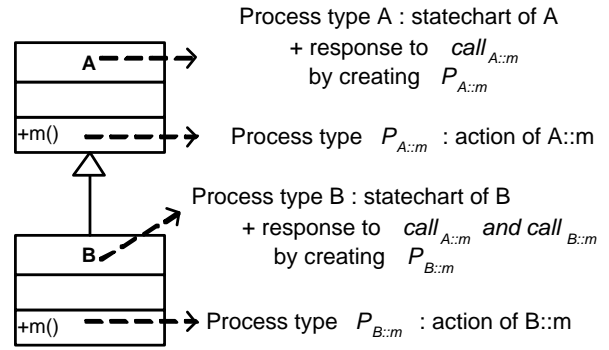 Process type A : statechart of A
+ response to call A::m
by creating P A::m
A
+m()
Process type P A::m : action of A::m
Process type B : statechart of B
+ response to call A::m and call B::m
by creating P B::m
B
+m()
Process type P B::m : action of B::m